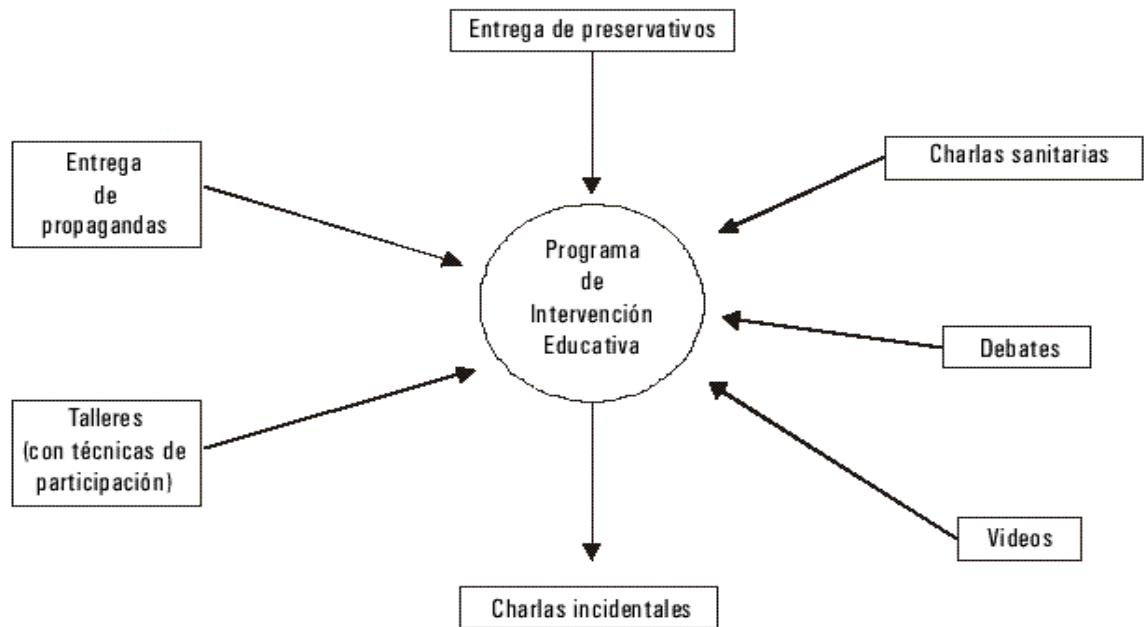 Entrega de preservativos
Entrega
de
propagandas
Charlas sanitarias
Programa
de
Intervención
Educativa
Debates
Talleres
(con técnicas de
participación)
Videos
Charlas incidentales